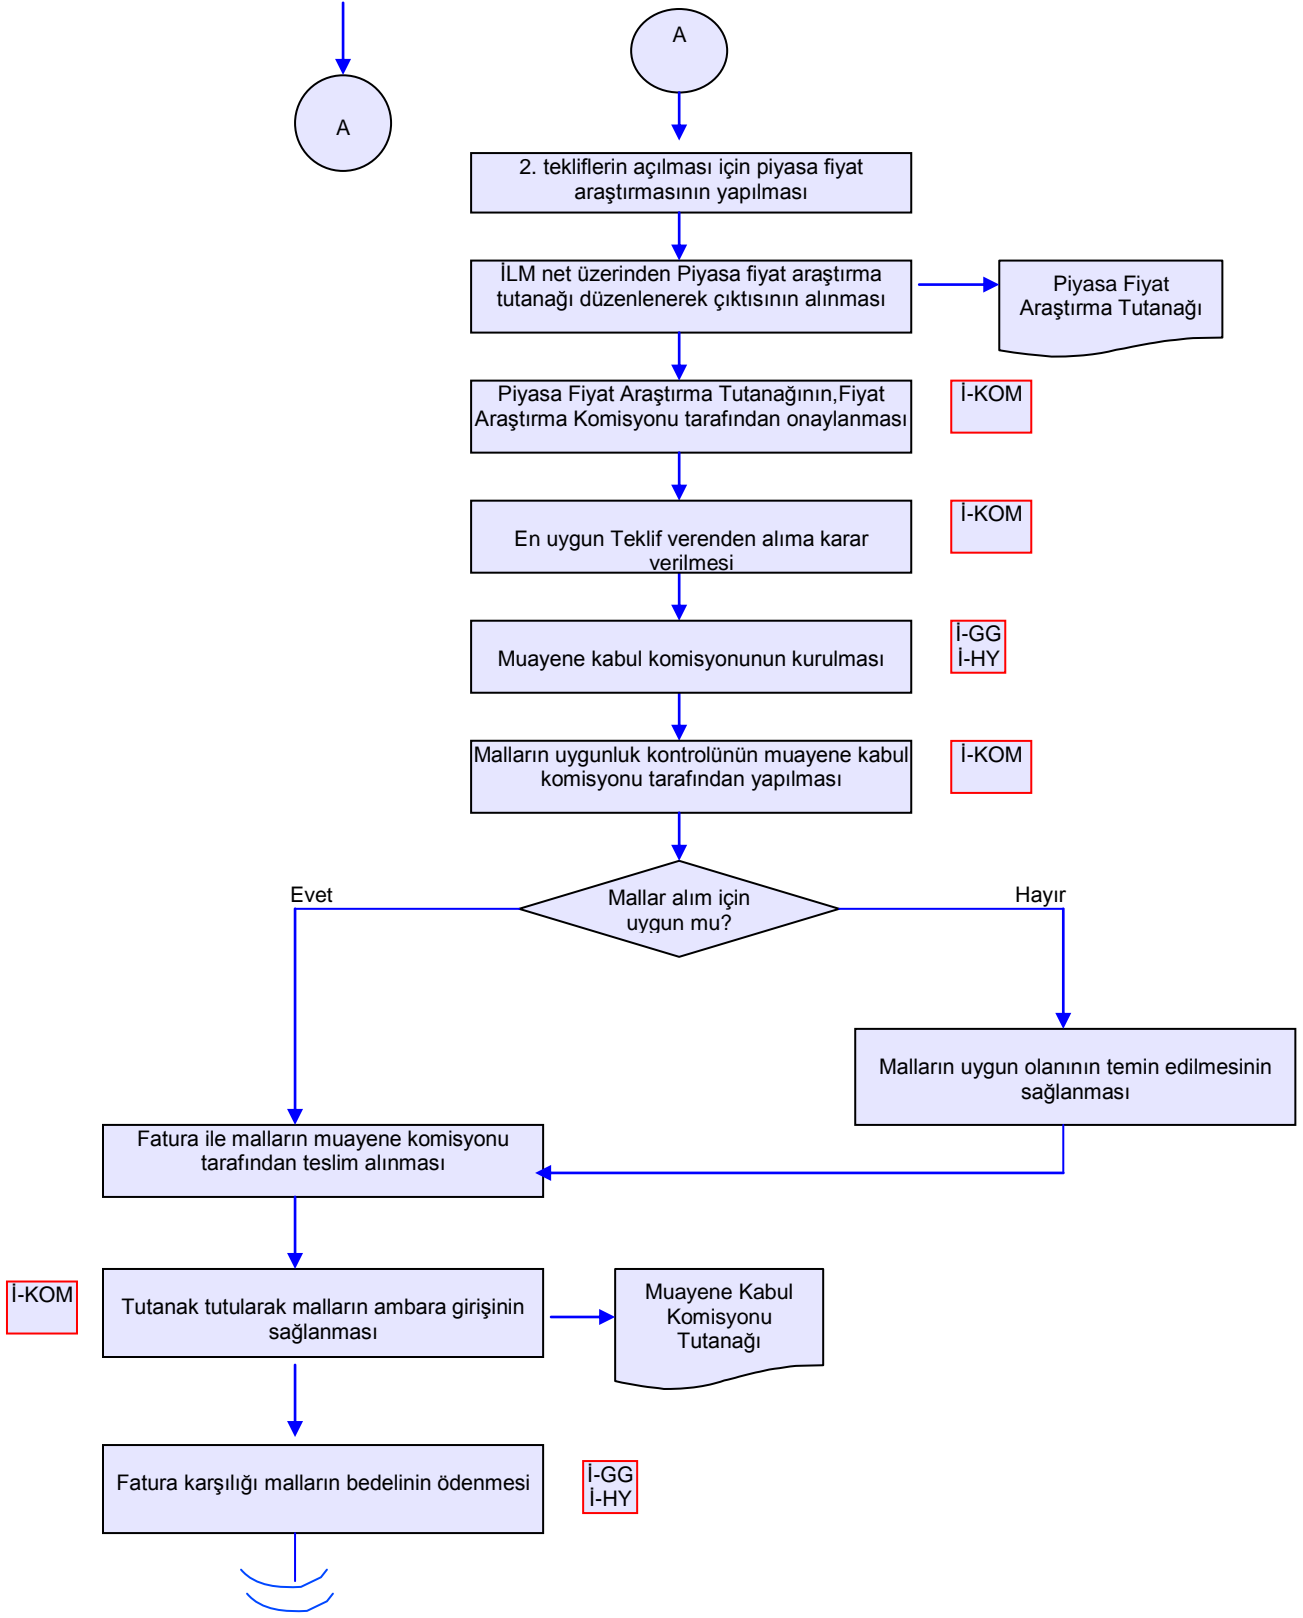 A
A
2. tekliflerin açılması için piyasa fiyat
araştırmasının yapılması
İLM net üzerinden Piyasa fiyat araştırma
tutanağı düzenlenerek çıktısının alınması
Piyasa Fiyat
Araştırma Tutanağı
Piyasa Fiyat Araştırma Tutanağının,Fiyat
Araştırma Komisyonu tarafından onaylanması
İ-KOM
En uygun Teklif verenden alıma karar
verilmesi
İ-KOM
Muayene kabul komisyonunun kurulması
İ-GG
İ-HY
Malların uygunluk kontrolünün muayene kabul
komisyonu tarafından yapılması
İ-KOM
Evet
Mallar alım için
uygun mu?
Hayır
Malların uygun olanının temin edilmesinin
sağlanması
Fatura ile malların muayene komisyonu
tarafından teslim alınması
İ-KOM
Tutanak tutularak malların ambara girişinin
sağlanması
Muayene Kabul
Komisyonu
Tutanağı
Fatura karşılığı malların bedelinin ödenmesi
İ-GG
İ-HY